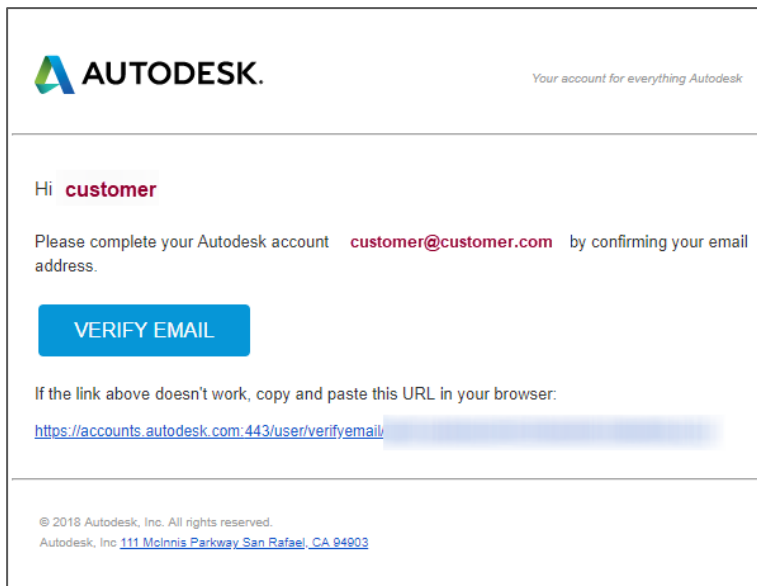 AUTODESK.
Your account for everything Autodesk
Hi customer
Please complete your Autodesk account customer@customer.com by confirming your email
address.
VERIFY EMAIL
If the link above doesn't work, copy and paste this URL in your browser:
https://accounts.autodesk.com:443/user/verifyemail/
© 2018 Autodesk, Inc. All rights reserved.
Autodesk, Inc 111 McInnis Parkway San Rafael, CA 94903